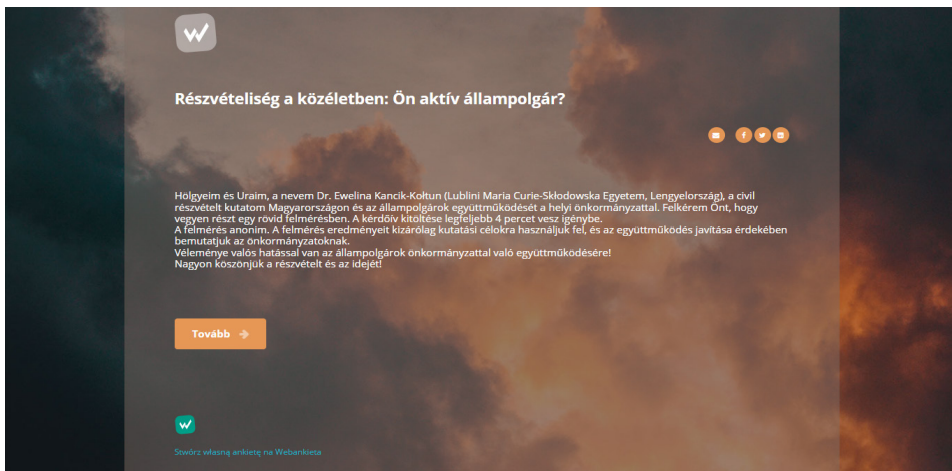 Részvételiség a közéletben: Ön aktív állampolgár?
Hölgyeim és Uraim, a nevem Dr. Ewelina Kancik-Kołtun (Lublini Maria Curie-Skłodowska Egyetem, Lengyelország), a civil
részvételt kutatom Magyarországon és az állampolgárok együttműködését a helyi önkormányzattal. Felkérem Önt, hogy
vegyen részt egy rövid felmérésben. A kérdőív kitöltése legfeljebb 4 percet vesz igénybe.
A felmérés anonim. A felmérés eredményeit kizárólag kutatási célokra használjuk fel, és az együttműködés javítása érdekében
bemutatjuk az önkormányzatoknak.
Véleménye valós hatással van az állampolgárok önkormányzattal való együttműködésére!
Nagyon köszönjük a részvételt és az idejét!
Tovább
Stwórz własną ankietę na Webankieta